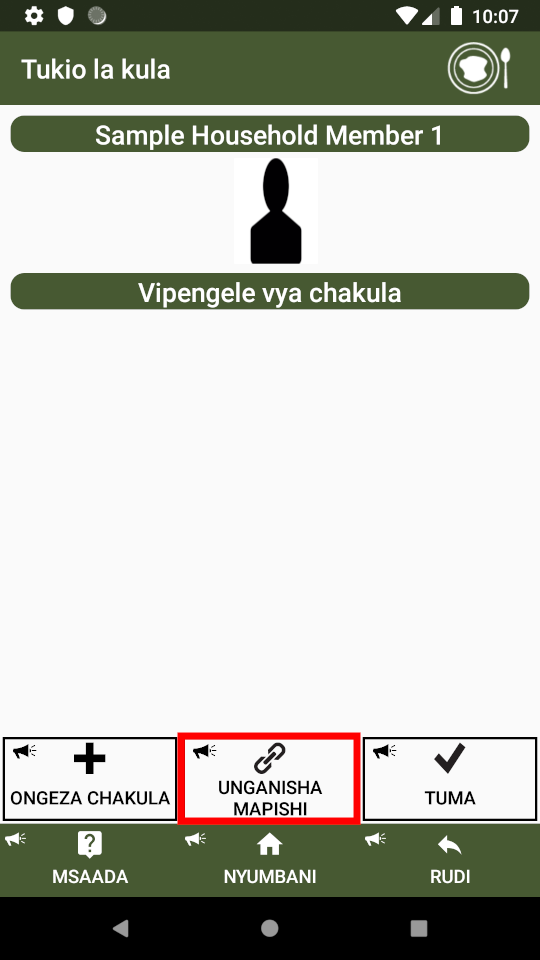 10:07
Tukio la kula
Sample Household Member 1
Vipengele vya chakula
ONGEZA CHAKULA
UNGANISHA
MAPISHI
TUMA
MSAADA
NYUMBANI
RUDI